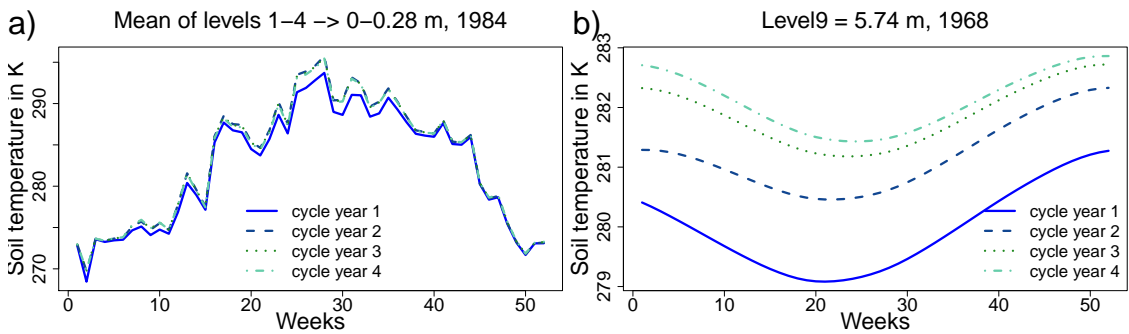 a)
Mean of levels 1−4 −> 0−0.28 m, 1984
Soil temperature in K
270
280
290
0
10
20
30
40
50
Weeks
cycle year 1
cycle year 2
cycle year 3
cycle year 4
b)
Level9 = 5.74 m, 1968
Soil temperature in K
279
280
281
282
283
0
10
20
30
40
50
Weeks
cycle year 1
cycle year 2
cycle year 3
cycle year 4